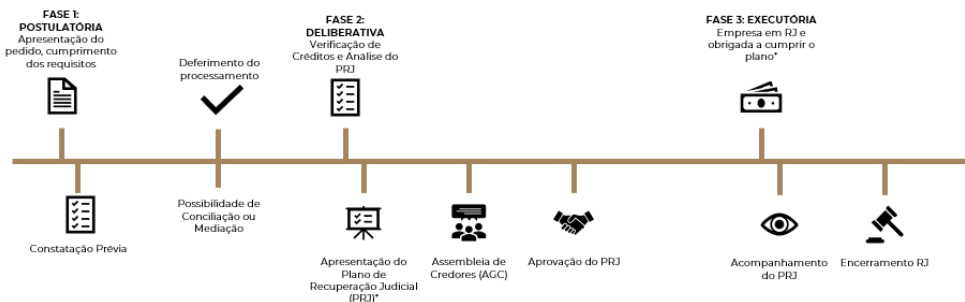 FASE 1:
POSTULATÓRIA
Apresentação do
pedido, cumprimento
dos requisitos
Deferimento do
processamento
FASE 2:
DELIBERATIVA
Verificação de
Créditos e Análise do
PRJ
FASE 3: EXECUTÓRIA
Empresa em RJ e
obrigada a cumprir o
plano*
Constatação Prévia
Possibilidade de
Conciliação ou
Mediação
Apresentação do
Plano de
Recuperação Judicial
(PRJ)*
Assembleia de
Credores (AGC)
Aprovação do PRJ
Acompanhamento
do PRJ
Encerramento RJ